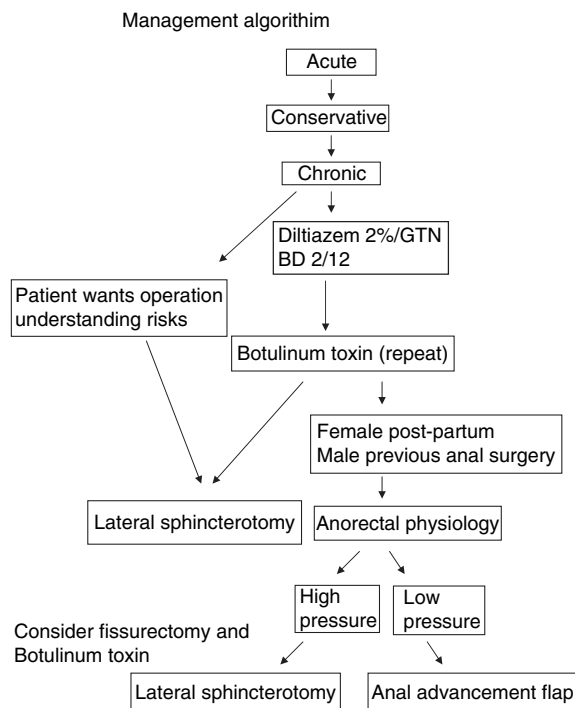 Management algorithim
Acute
Conservative
Chronic
Diltiazem 2%/GTN
BD 2/12
Patient wants operation
understanding risks
Botulinum toxin (repeat)
Female post-partum
Male previous anal surgery
Lateral sphincterotomy
Anorectal physiology
High
pressure
Low
pressure
Consider fissurectomy and
Botulinum toxin
Lateral sphincterotomy
Anal advancement flap